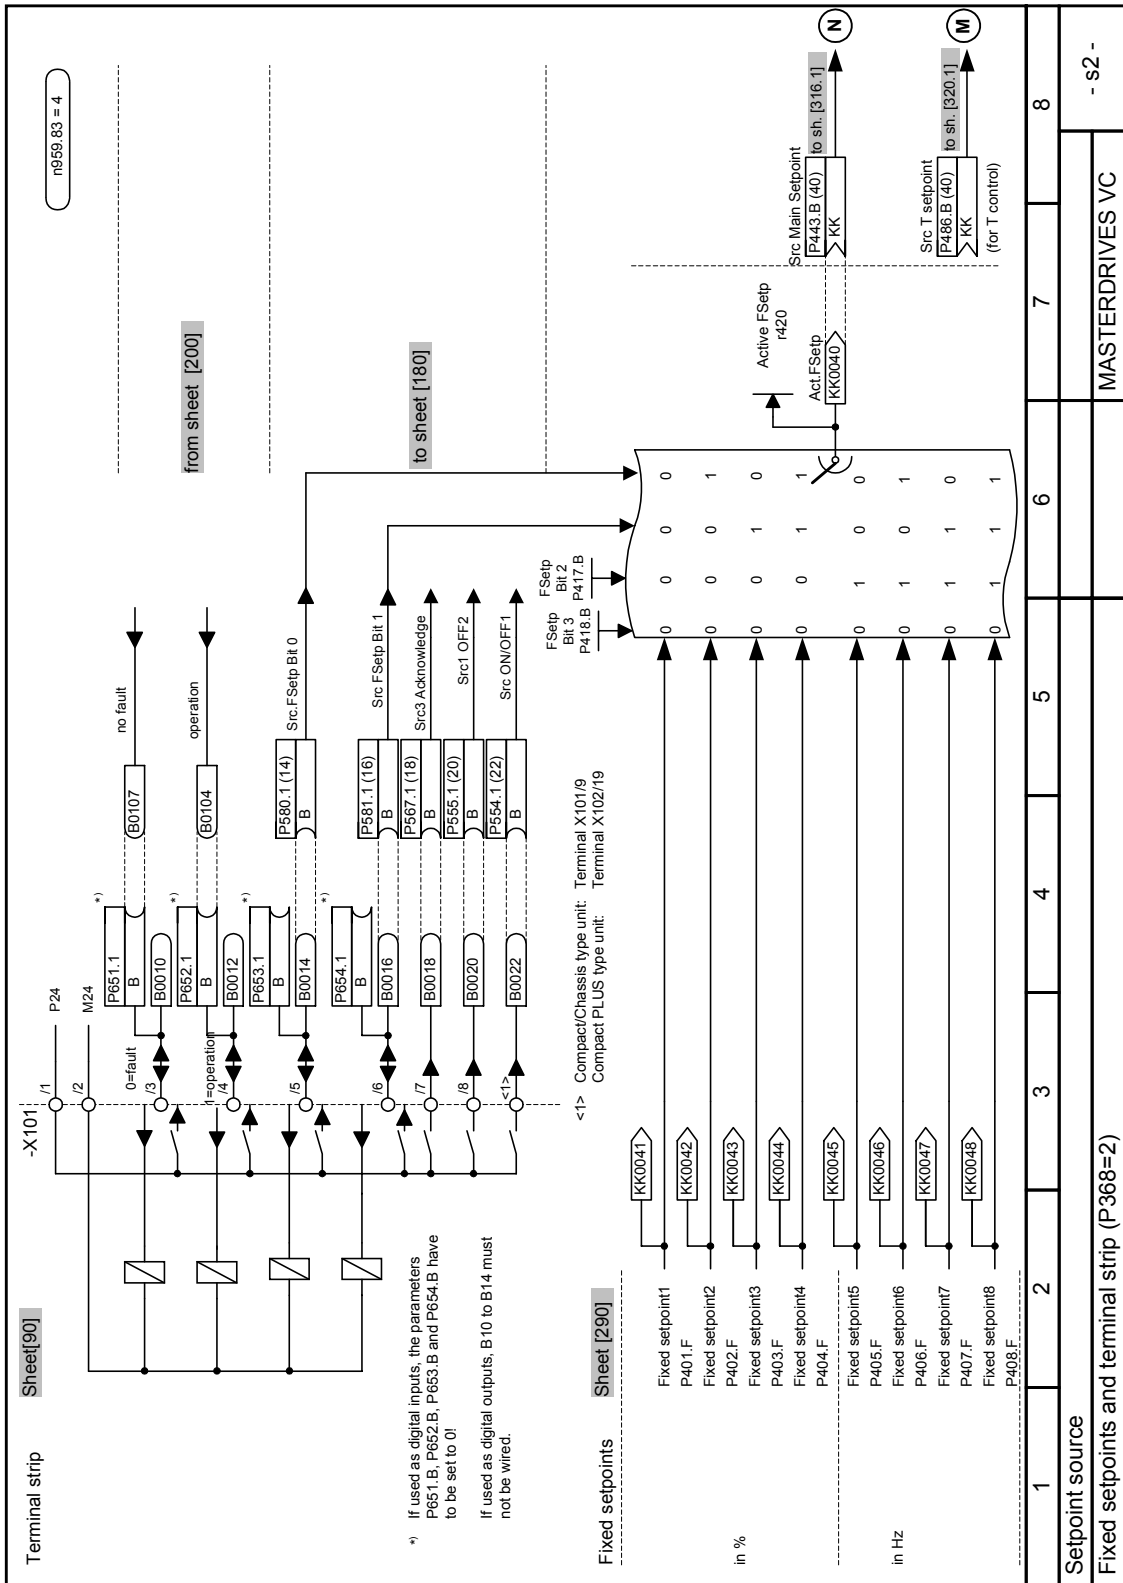 Terminal strip
Sheet[90]
n959.83 = 4
-X101
/1
P24
/2
M24
0=fault
/3
P651.1
B
*)
B0010
B0107
no fault
from sheet [200]
1=operation
/4
P652.1
B
*)
B0012
B0104
operation
/5
P653.1
B
*)
B0014
P580.1 (14)
B
Src.FSetp Bit 0
/6
P654.1
B
*)
B0016
P581.1 (16)
B
Src FSetp Bit 1
to sheet [180]
/7
B0018
P567.1 (18)
B
Src3 Acknowledge
/8
B0020
P555.1 (20)
B
Src1 OFF2
<1>
B0022
P554.1 (22)
B
Src ON/OFF1
*) If used as digital inputs, the parameters
P651.B, P652.B, P653.B and P654.B have
to be set to 0!
If used as digital outputs, B10 to B14 must
not be wired.
<1> Compact/Chassis type unit: Terminal X101/9
Compact PLUS type unit: Terminal X102/19
Fixed setpoints
Sheet [290]
FSetp
Bit 3
P418.B
FSetp
Bit 2
P417.B
in %
Fixed setpoint1
P401.F
KK0041
0 0 0 0
Fixed setpoint2
P402.F
KK0042
0 0 0 1
Fixed setpoint3
P403.F
KK0043
0 0 1 0
Fixed setpoint4
P404.F
KK0044
0 0 1 1
in Hz
Fixed setpoint5
P405.F
KK0045
0 1 0 0
Fixed setpoint6
P406.F
KK0046
0 1 0 1
Fixed setpoint7
P407.F
KK0047
0 1 1 0
Fixed setpoint8
P408.F
KK0048
0 1 1 1
Active FSetp
r420
Act.FSetp
KK0040
Src Main Setpoint
P443.B (40)
KK
to sh. [316.1]
N
Src T setpoint
P486.B (40)
KK
(for T control)
to sh. [320.1]
M
1 2 3 4 5 6 7 8
Setpoint source
- s2 -
Fixed setpoints and terminal strip (P368=2)
MASTERDRIVES VC